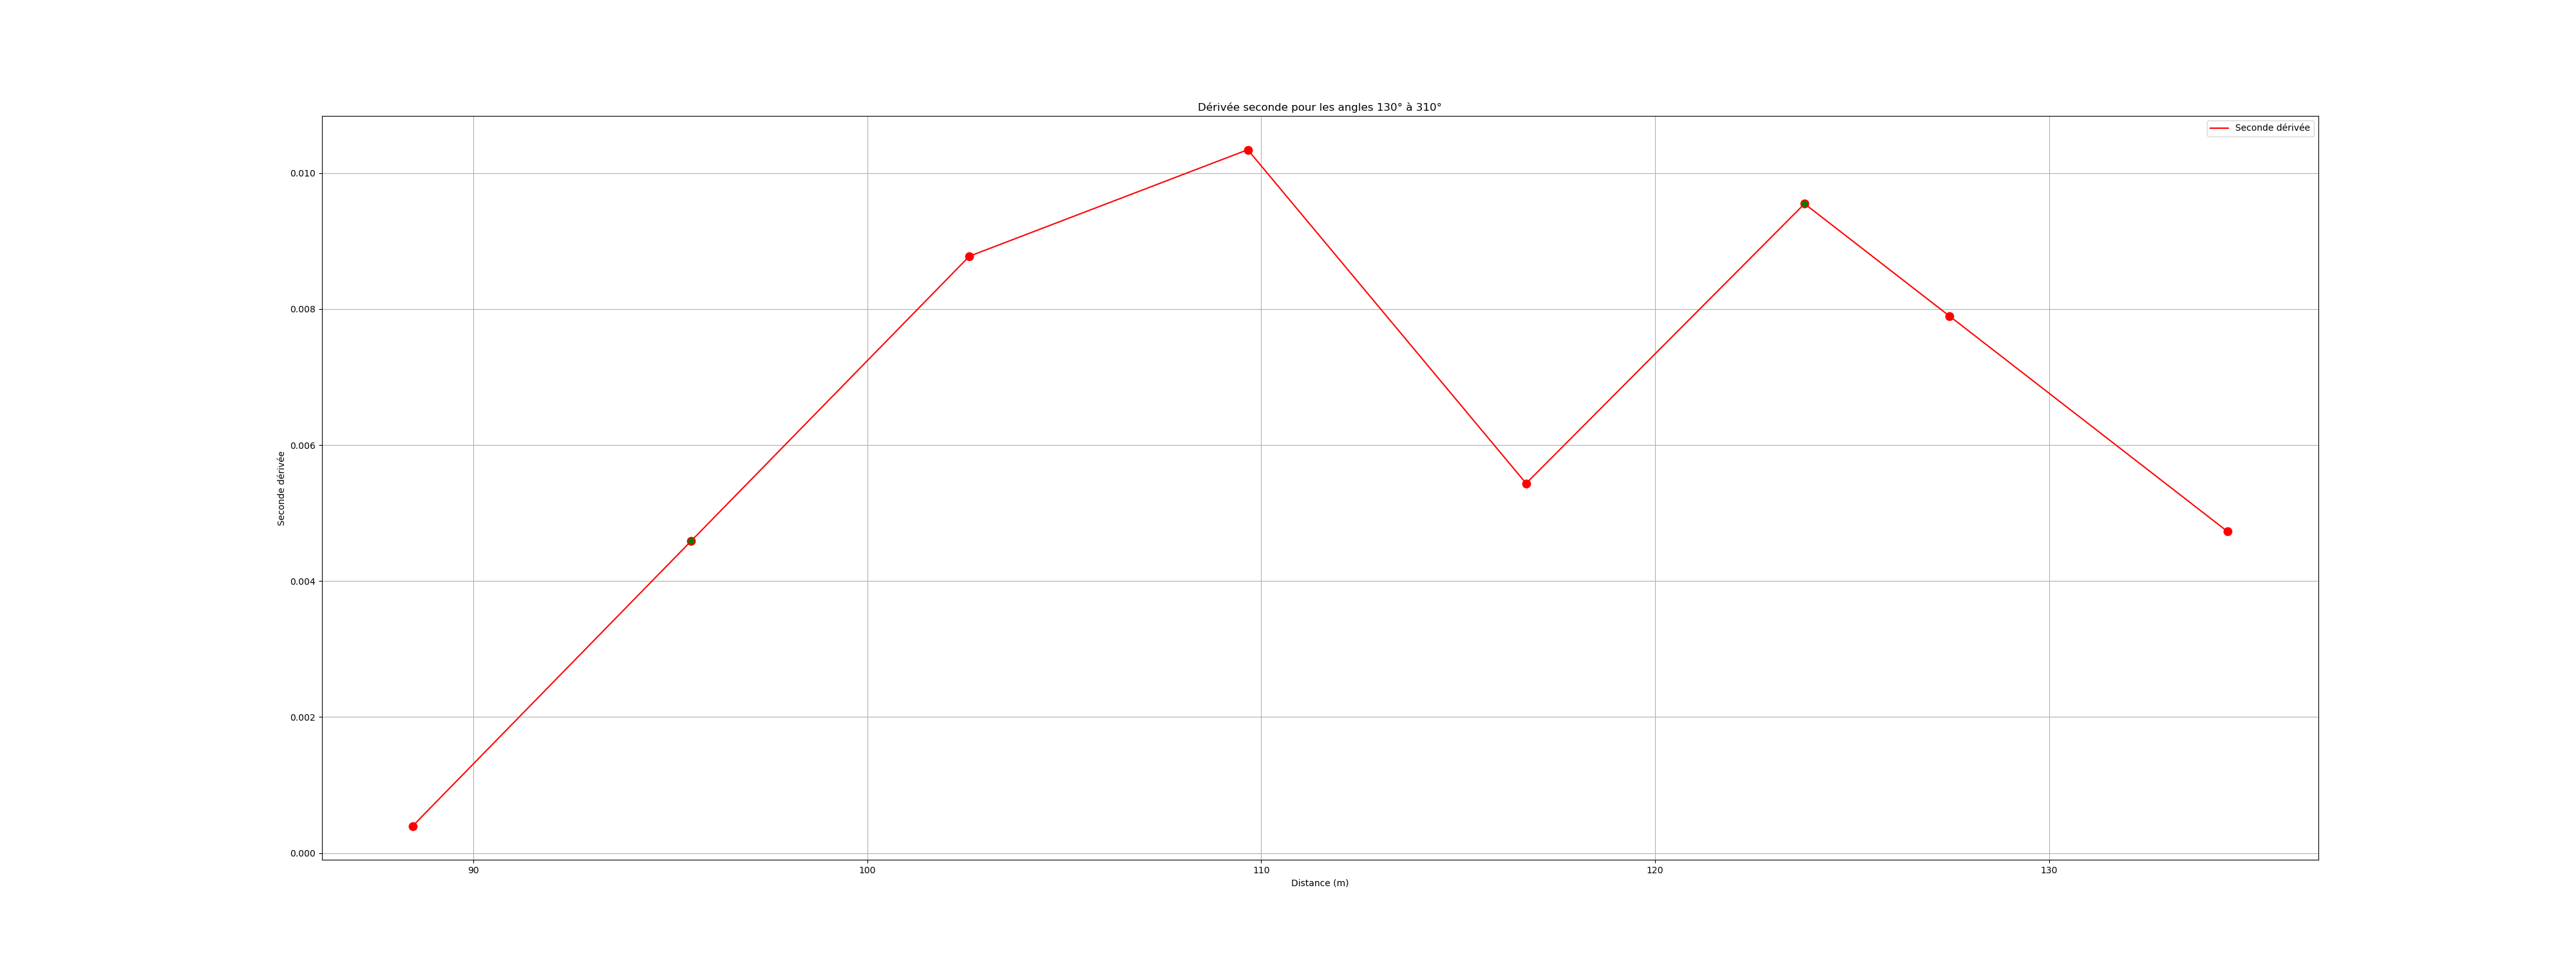 Dérivée seconde pour les angles 130° à 310°
Seconde dérivée
0.010
0.008
0.006
0.004
0.002
0.000
Seconde dérivée
90
100
110
120
130
Distance (m)